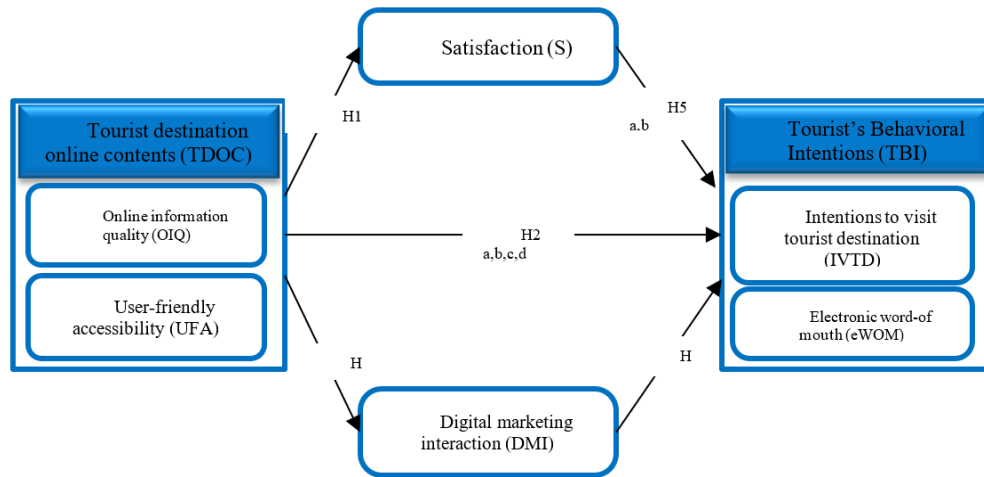 Satisfaction (S)
H1
H5
a.b
Tourist destination
online contents (TDOC)
Online information
quality (OIQ)
User-friendly
accessibility (UFA)
H2
a,b,c,d
Tourist's Behavioral
Intentions (TBI)
Intentions to visit
tourist destination
(IVTD)
Electronic word-of
mouth (eWOM)
H
H
Digital marketing
interaction (DMI)